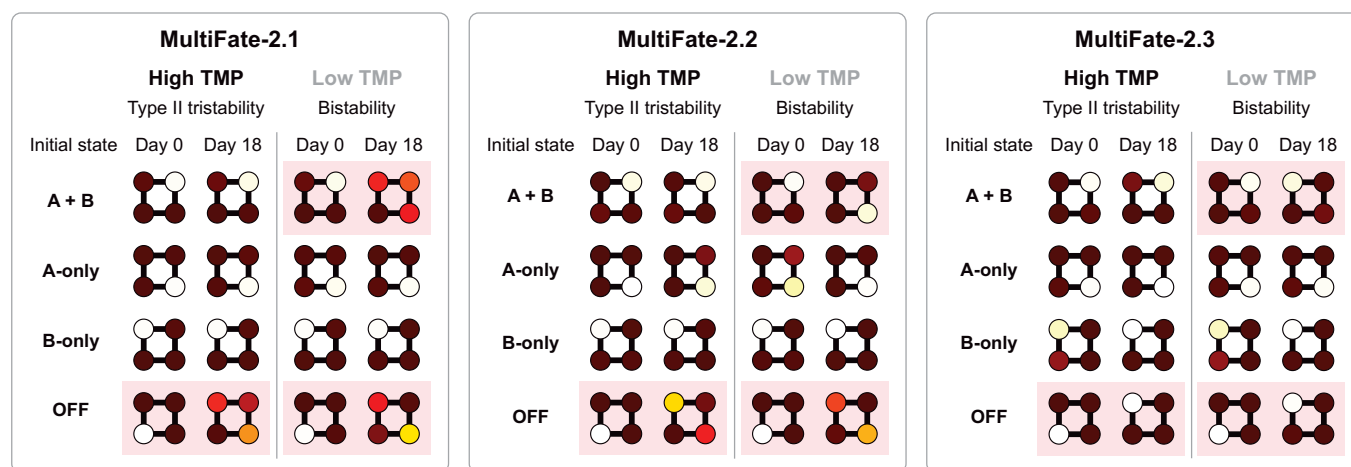 MultiFate-2.1
High TMP Low TMP
Type II tristability Bistability
Initial state Day 0 Day 18 Day 0 Day 18
A + B
A-only
B-only
OFF
MultiFate-2.2
High TMP Low TMP
Type II tristability Bistability
Initial state Day 0 Day 18 Day 0 Day 18
A + B
A-only
B-only
OFF
MultiFate-2.3
High TMP Low TMP
Type II tristability Bistability
Initial state Day 0 Day 18 Day 0 Day 18
A + B
A-only
B-only
OFF